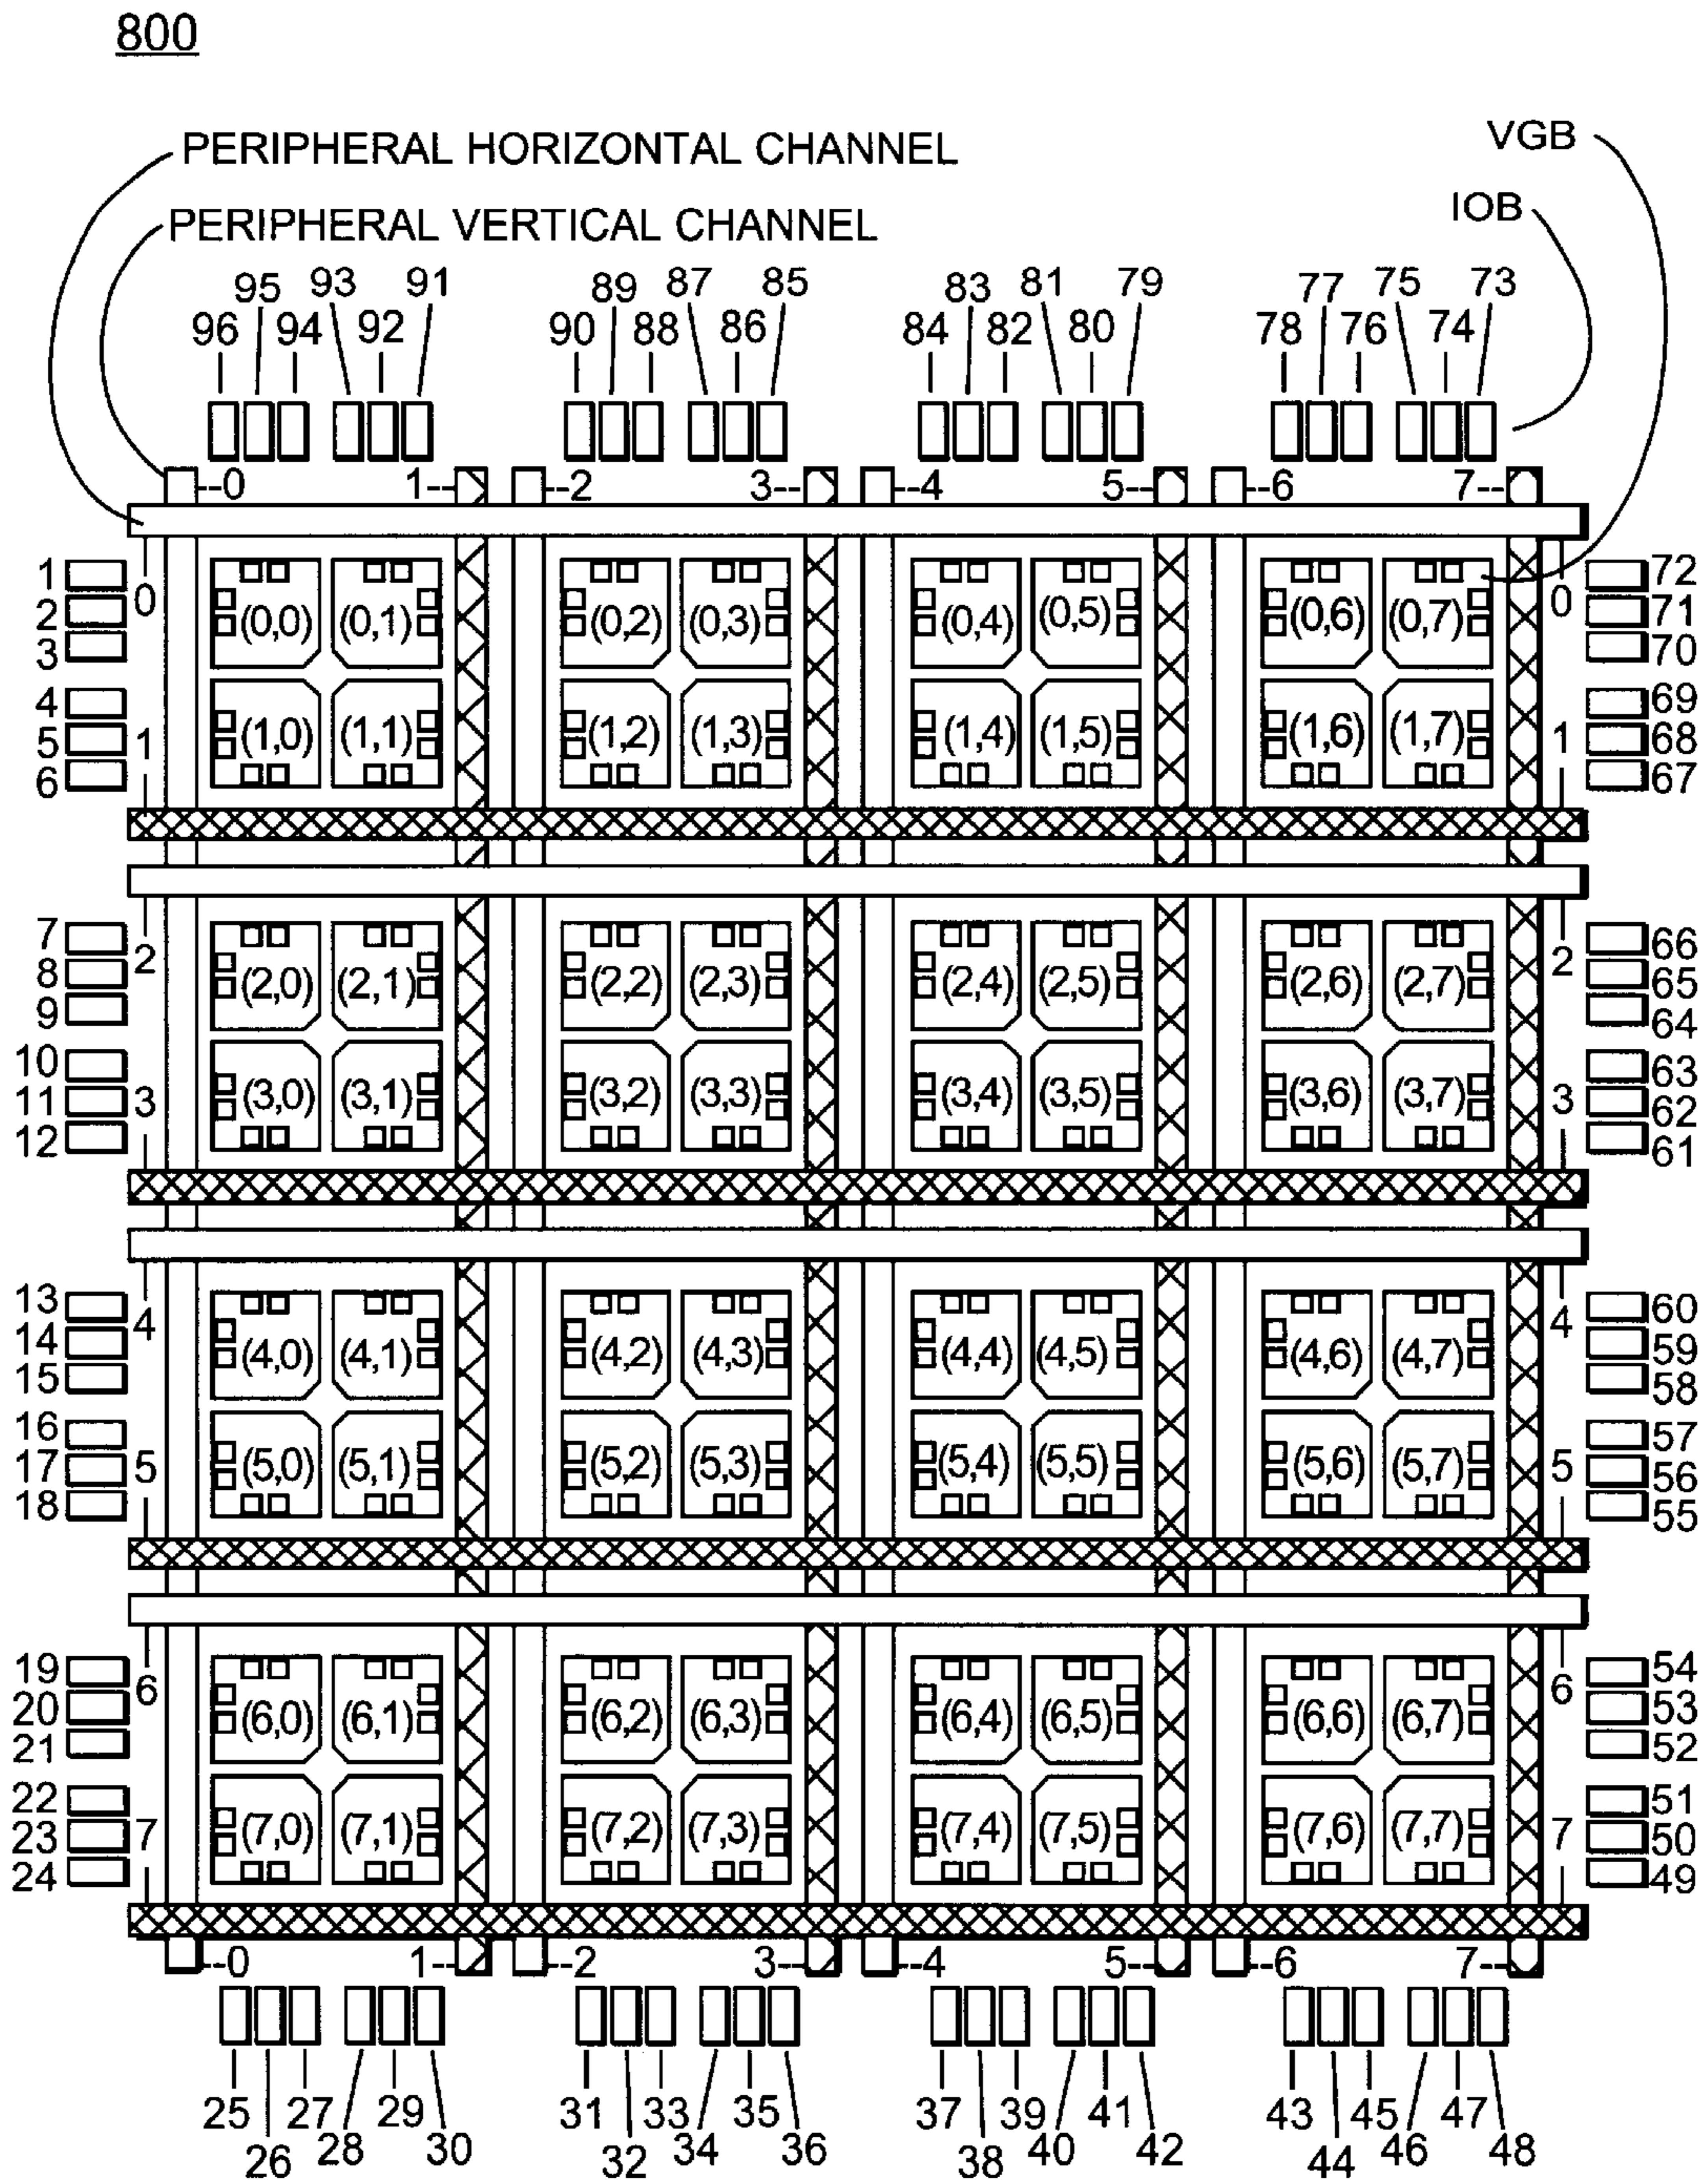 800
PERIPHERAL HORIZONTAL CHANNEL
VGB
PERIPHERAL VERTICAL CHANNEL
IOB
95 93 91 89 87 85 83 81 79 77 75 73
96 94 92 90 88 86 84 82 80 78 76 74
--0 1-- --2 3-- --4 5-- --6 7--
1 72
0 0
2 71
(0,0) (0,1) (0,2) (0,3) (0,4) (0,5) (0,6) (0,7)
3 70
4 69
5 1 (1,0) (1,1) (1,2) (1,3) (1,4) (1,5) (1,6) (1,7) 1 68
6 67
7 66
8 2 2 65
(2,0) (2,1) (2,2) (2,3) (2,4) (2,5) (2,6) (2,7)
9 64
10 63
11 3 (3,0) (3,1) (3,2) (3,3) (3,4) (3,5) (3,6) (3,7) 3 62
12 61
13 60
14 4 4 59
(4,0) (4,1) (4,2) (4,3) (4,4) (4,5) (4,6) (4,7)
15 58
16 57
17 5 (5,0) (5,1) (5,2) (5,3) (5,4) (5,5) (5,6) (5,7) 5 56
18 55
19 54
20 6 6 53
(6,0) (6,1) (6,2) (6,3) (6,4) (6,5) (6,6) (6,7)
21 52
22 51
23 7 (7,0) (7,1) (7,2) (7,3) (7,4) (7,5) (7,6) (7,7) 7 50
24 49
--0 1-- --2 3-- --4 5-- --6 7--
25 27 29 31 33 35 37 39 41 43 45 47
26 28 30 32 34 36 38 40 42 44 46 48